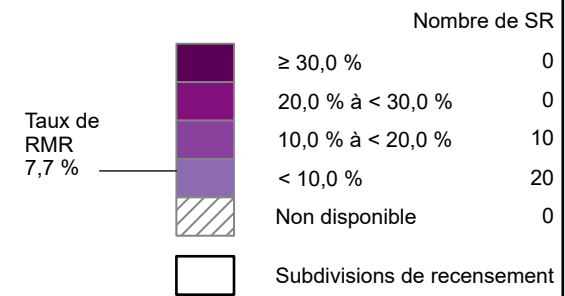 Nombre de SR
≥ 30,0 % 0
20,0 % à < 30,0 % 0
Taux de
RMR
7,7 %
10,0 % à < 20,0 % 10
< 10,0 % 20
Non disponible 0
Subdivisions de recensement